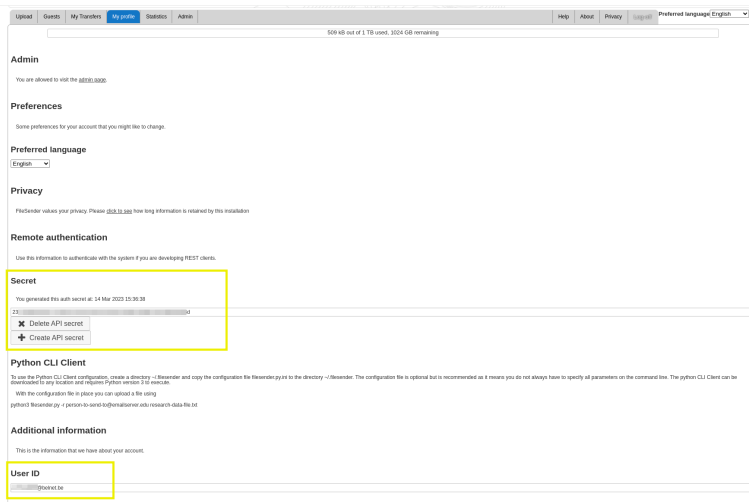 Upload Guests My Transfers My profile Statistics Admin Help About Privacy Log-off Preferred language English
509 kB out of 1 TB used, 1024 GB remaining
Admin
You are allowed to visit the admin page.
Preferences
Some preferences for your account that you might like to change.
Preferred language
English
Privacy
FileSender values your privacy. Please click to see how long information is retained by this installation
Remote authentication
Use this information to authenticate with the system if you are developing REST clients.
Secret
You generated this auth secret at: 14 Mar 2023 15:36:38
23 d
Delete API secret
Create API secret
Python CLI Client
To use the Python CLI Client configuration, create a directory ~/.filesender and copy the configuration file filesender.py.ini to the directory ~/.filesender. The configuration file is optional but is recommended as it means you do not always have to specify all parameters on the command line. The python CLI Client can be
downloaded to any location and requires Python version 3 to execute.
With the configuration file in place you can upload a file using
python3 filesender.py -r person-to-send-to@emailserver.edu research-data-file.txt
Additional information
This is the information that we have about your account.
User ID
@belnet.be